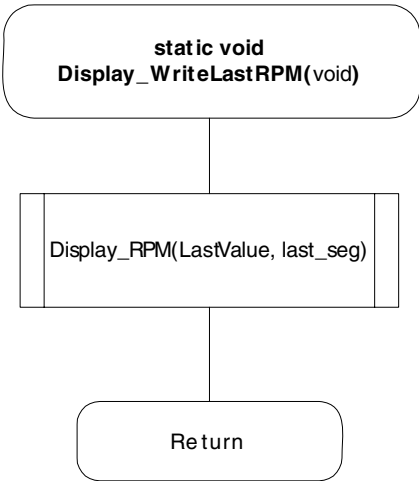 static void
Display_WriteLastRPM(void)
Display_RPM(LastValue, last_seg)
Return